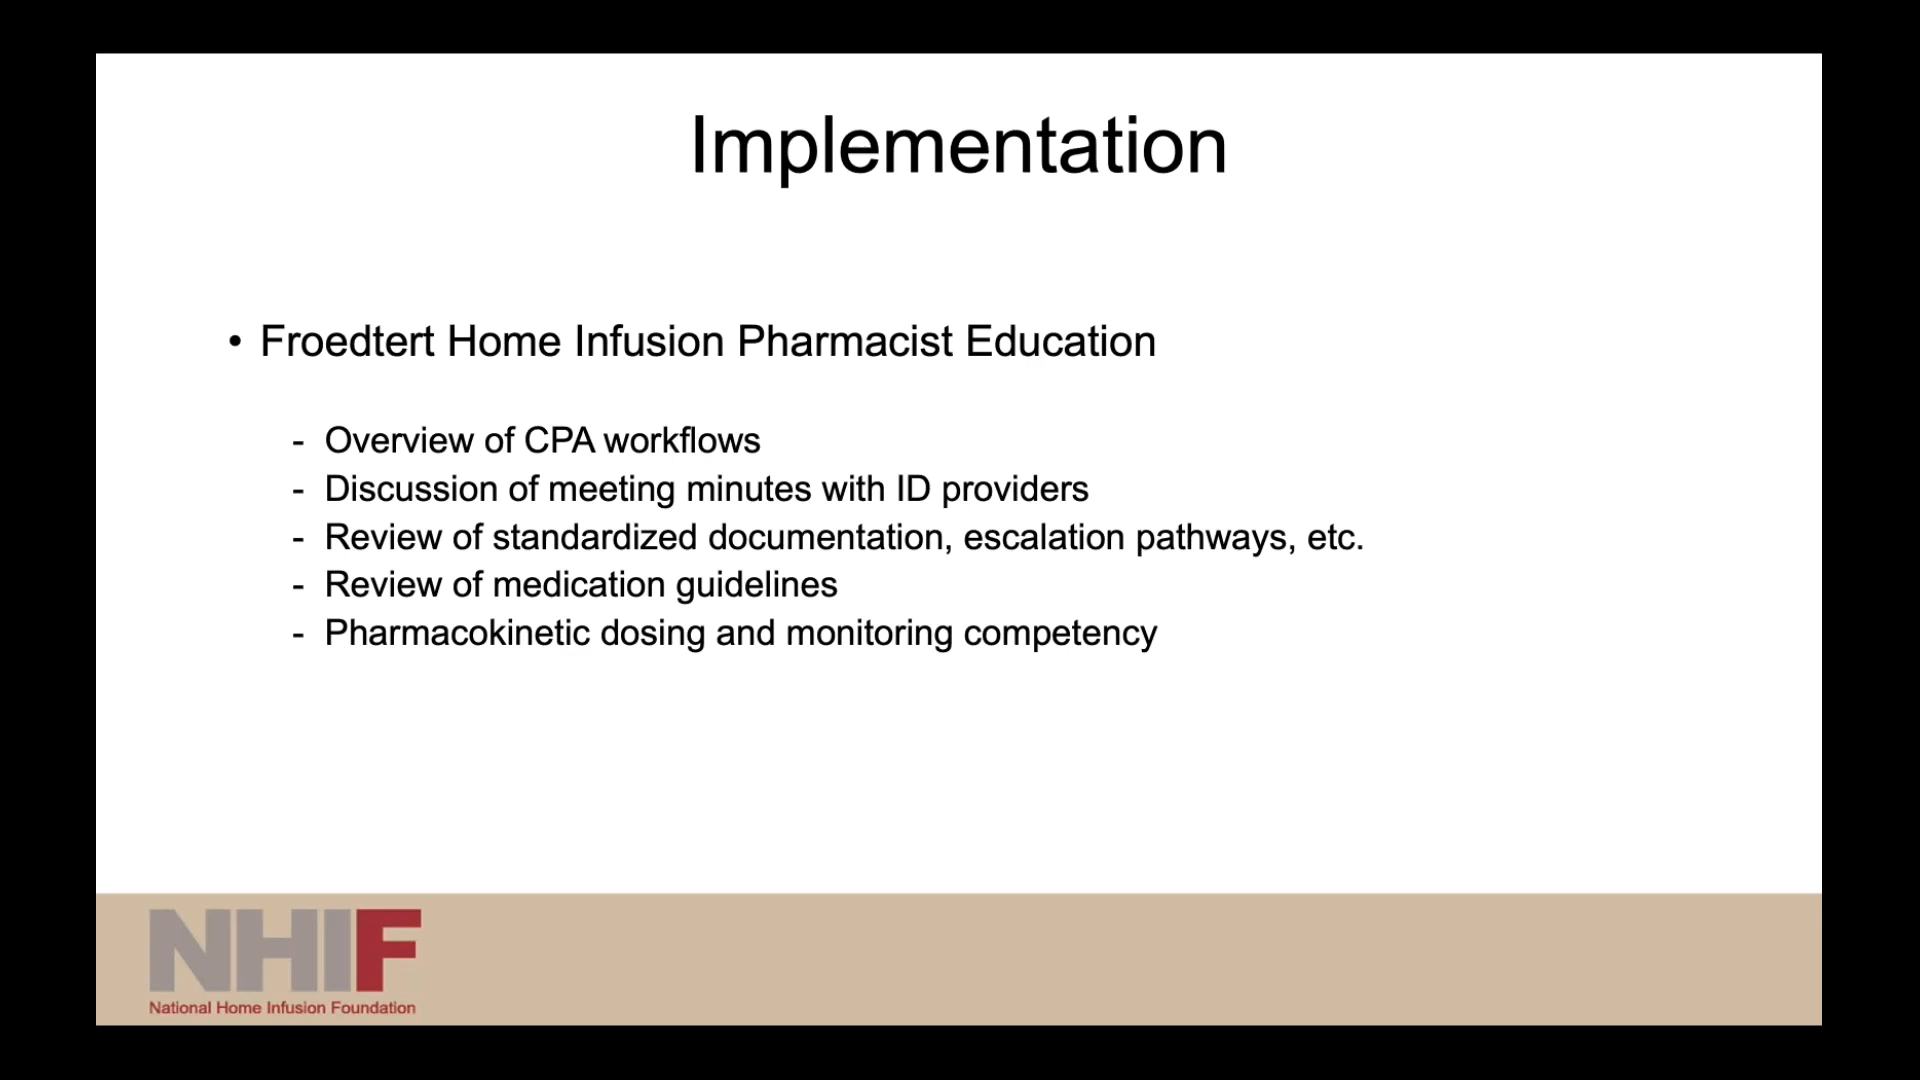 Implementation
• Froedtert Home Infusion Pharmacist Education
- Overview of CPA workflows
- Discussion of meeting minutes with ID providers
- Review of standardized documentation, escalation pathways, etc.
- Review of medication guidelines
- Pharmacokinetic dosing and monitoring competency
NHIF
National Home Infusion Foundation